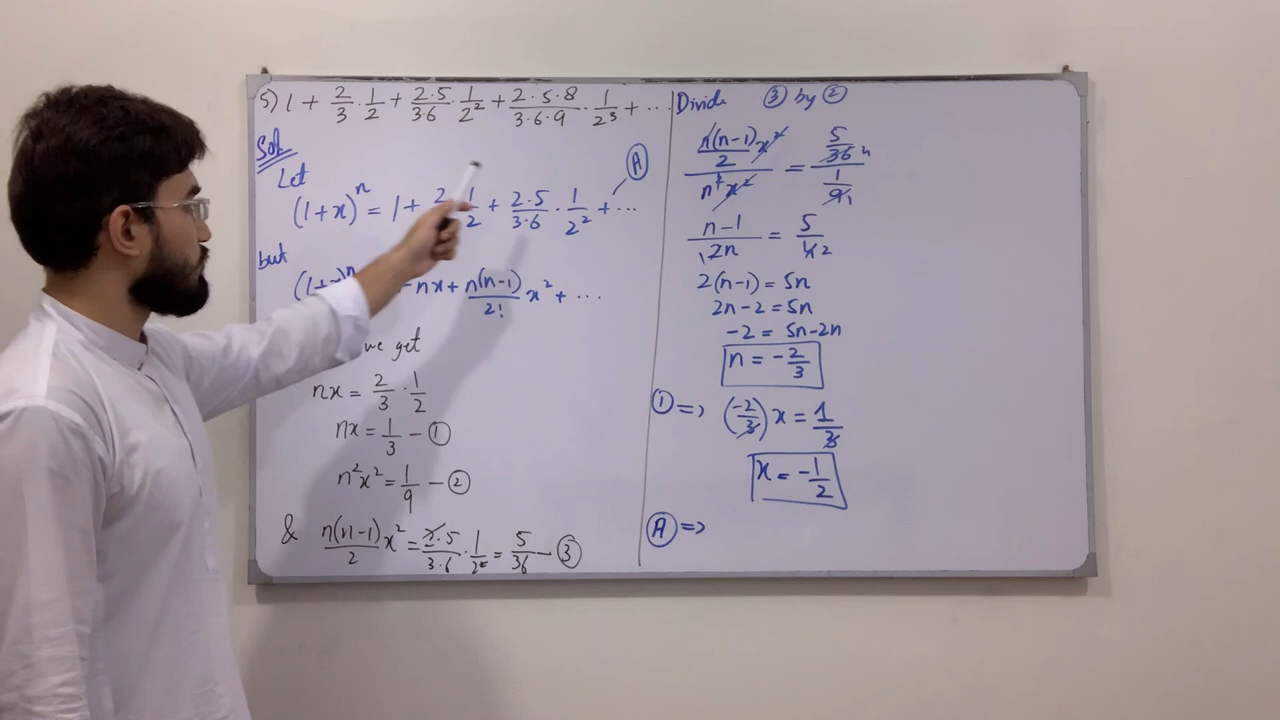 5) 1 + 2/3 · 1/2 + 2·5/3·6 · 1/2² + 2·5·8/3·6·9 · 1/2³ + ...
Sol
Let
(1+x)ⁿ = 1 + 2 1/2 + 2·5/3·6 · 1/2² + ... Ⓐ
but
nx + n(n-1)/2! x² + ...
we get
nx = 2/3 · 1/2
nx = 1/3 – ①
n²x² = 1/9 – ②
& n(n-1)/2 x² = 2·5/3·6 · 1/2² = 5/36 – ③
Divide ③ by ②
(n(n-1)/2 x²)/(n²x²) = (5/36)/(1/9)
n-1/2n = 5/4 2
2(n-1) = 5n
2n-2 = 5n
-2 = 5n-2n
n = -2/3
① => (-2/3) x = 1/3
x = -1/2
Ⓐ =>